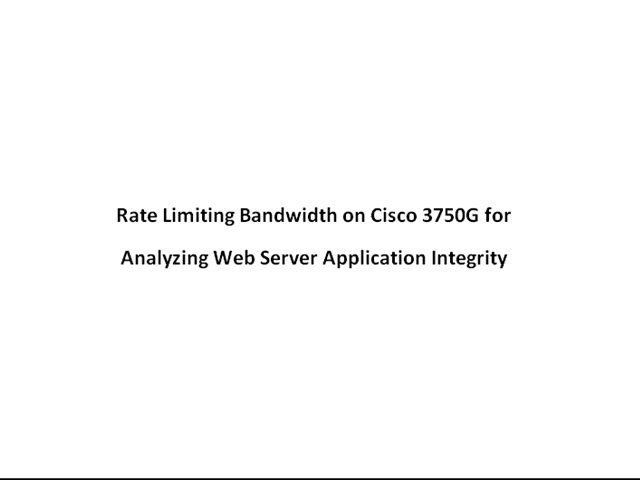 Rate Limiting Bandwidth on Cisco 3750G for
Analyzing Web Server Application Integrity